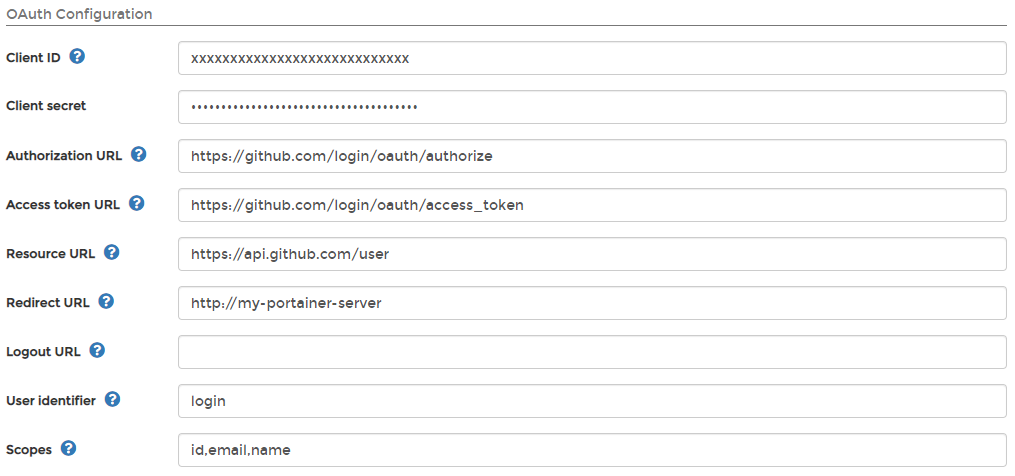 OAuth Configuration
Client ID ? xxxxxxxxxxxxxxxxxxxxxxxxxxxx
Client secret ••••••••••••••••••••••••••••••••••••••
Authorization URL ? https://github.com/login/oauth/authorize
Access token URL ? https://github.com/login/oauth/access_token
Resource URL ? https://api.github.com/user
Redirect URL ? http://my-portainer-server
Logout URL ?
User identifier ? login
Scopes ? id,email,name